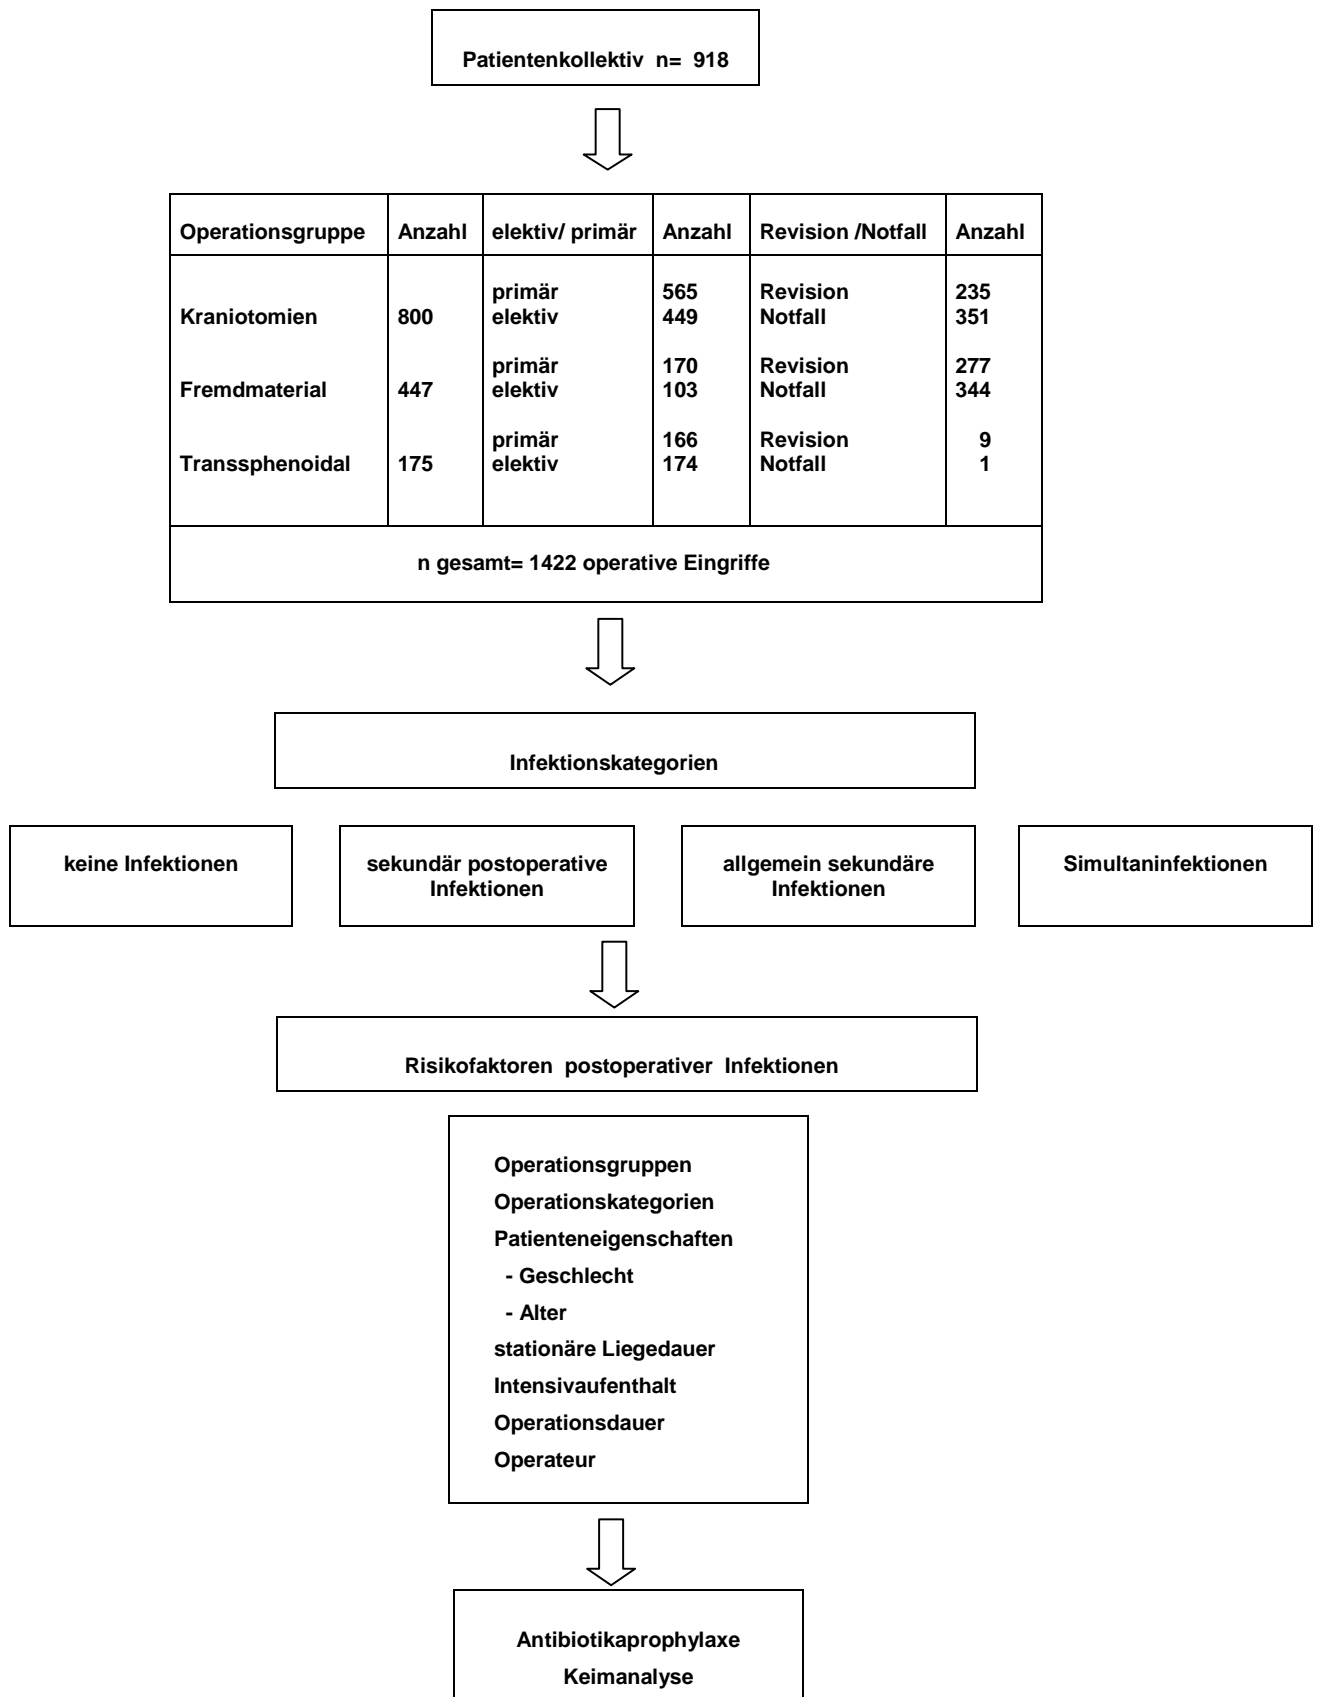 Patientenkollektiv n= 918
Operationsgruppe Anzahl elektiv/ primär Anzahl Revision /Notfall Anzahl
primär 565 Revision 235
Kraniotomien 800 elektiv 449 Notfall 351
primär 170 Revision 277
Fremdmaterial 447 elektiv 103 Notfall 344
primär 166 Revision 9
Transsphenoidal 175 elektiv 174 Notfall 1
n gesamt= 1422 operative Eingriffe
Infektionskategorien
keine Infektionen
sekundär postoperative
Infektionen
allgemein sekundäre
Infektionen
Simultaninfektionen
Risikofaktoren postoperativer Infektionen
Operationsgruppen
Operationskategorien
Patienteneigenschaften
- Geschlecht
- Alter
stationäre Liegedauer
Intensivaufenthalt
Operationsdauer
Operateur
Antibiotikaprophylaxe
Keimanalyse